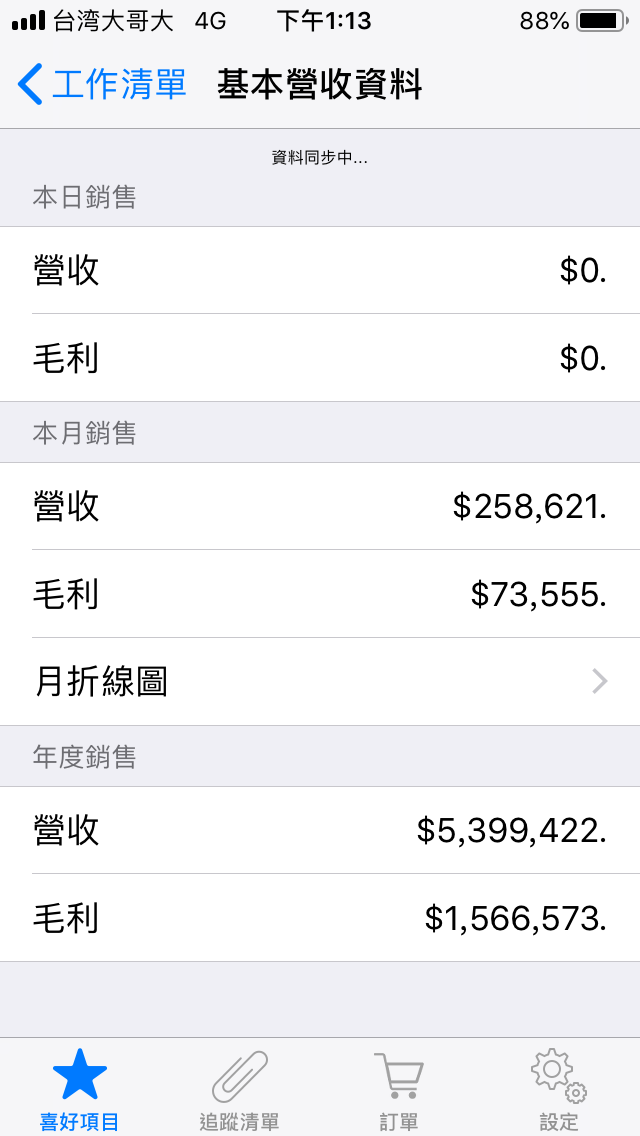 台湾大哥大 4G 下午1:13 88%
工作清單 基本營收資料
資料同步中...
本日銷售
營收 $0.
毛利 $0.
本月銷售
營收 $258,621.
毛利 $73,555.
月折線圖
年度銷售
營收 $5,399,422.
毛利 $1,566,573.
喜好項目 追蹤清單 訂單 設定